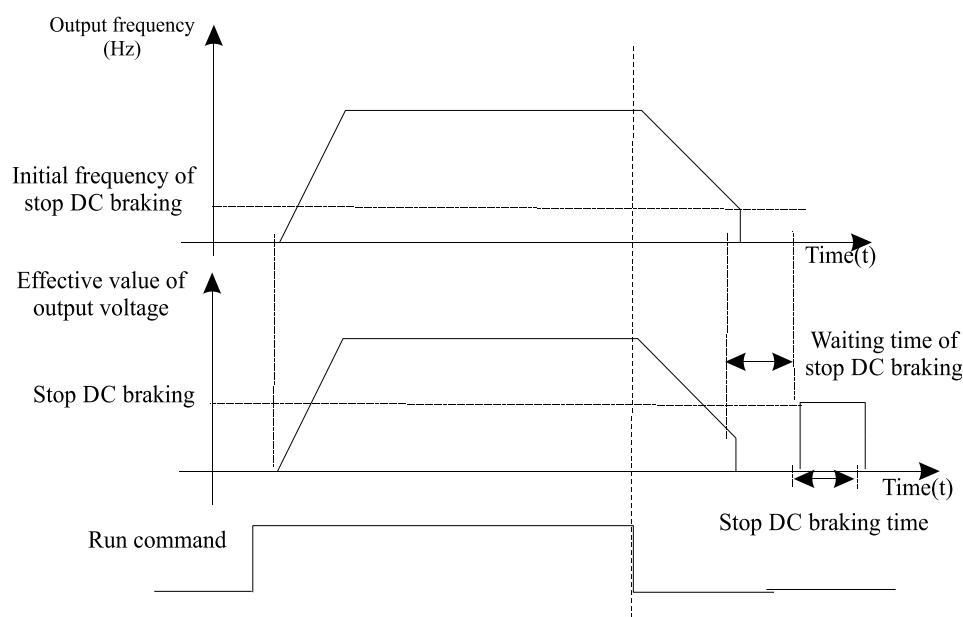 Output frequency
(Hz)
Initial frequency of
stop DC braking
Time(t)
Effective value of
output voltage
Waiting time of
stop DC braking
Stop DC braking
Time(t)
Stop DC braking time
Run command